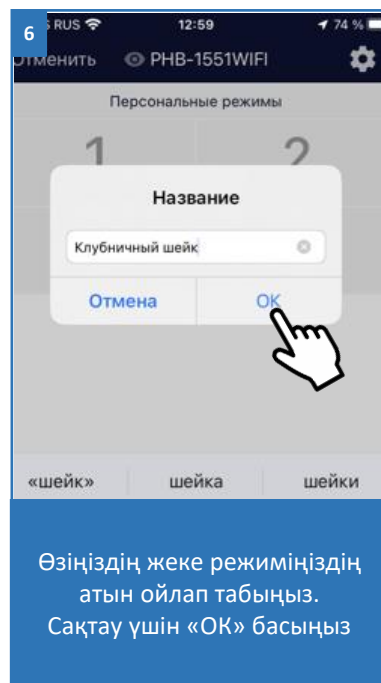 6
RUS 12:59 74 %
Отменить PHB-1551WIFI
Персональные режимы
1 2
Название
Клубничный шейк
Отмена OK
«шейк» шейка шейки
Өзіңіздің жеке режиміңіздің
атын ойлап табыңыз.
Сақтау үшін «ОК» басыңыз